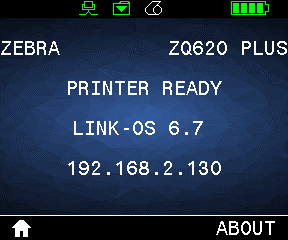 ZEBRA ZQ620 PLUS
PRINTER READY
LINK-OS 6.7
192.168.2.130
ABOUT